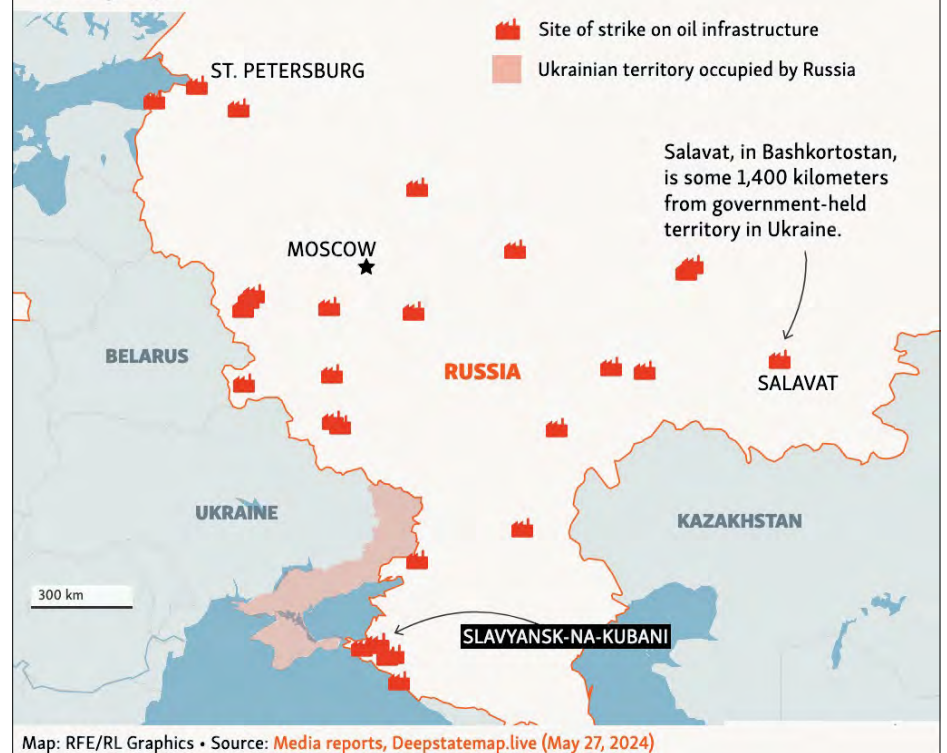 Site of strike on oil infrastructure
Ukrainian territory occupied by Russia
ST. PETERSBURG
Salavat, in Bashkortostan,
is some 1,400 kilometers
from government-held
territory in Ukraine.
MOSCOW
BELARUS
RUSSIA
SALAVAT
UKRAINE
KAZAKHSTAN
300 km
SLAVYANSK-NA-KUBANI
Map: RFE/RL Graphics • Source: Media reports, Deepstatemap.live (May 27, 2024)